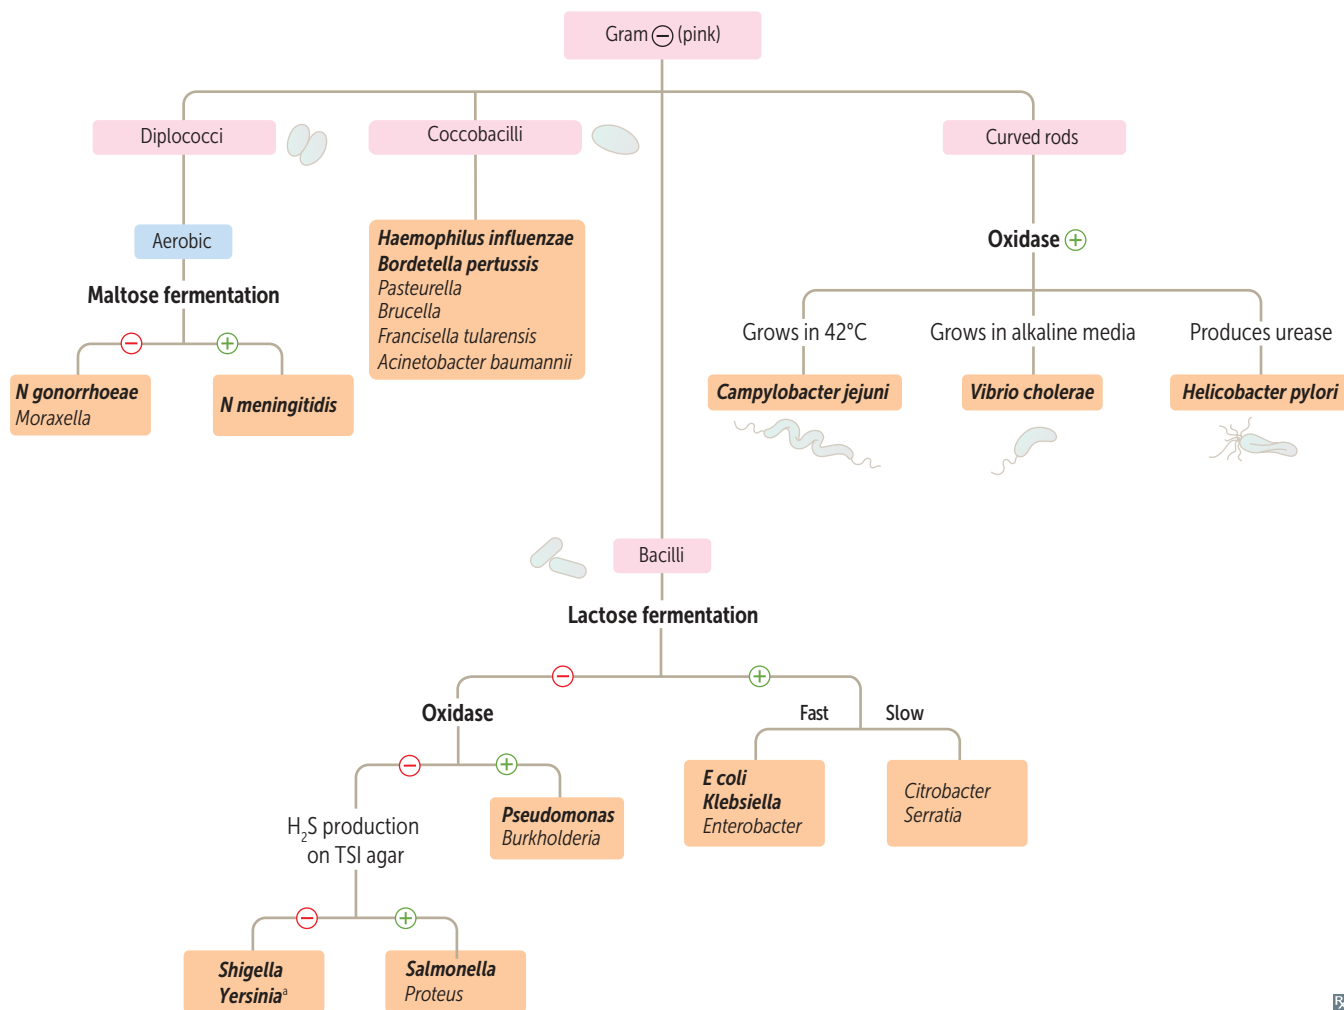 Gram ⊖ (pink)
Diplococci
Coccobacilli
Curved rods
Aerobic
Maltose fermentation
−
+
N gonorrhoeae
Moraxella
N meningitidis
Haemophilus influenzae
Bordetella pertussis
Pasteurella
Brucella
Francisella tularensis
Acinetobacter baumannii
Oxidase ⊕
Grows in 42°C
Grows in alkaline media
Produces urease
Campylobacter jejuni
Vibrio cholerae
Helicobacter pylori
Bacilli
Lactose fermentation
−
+
Oxidase
Fast
Slow
−
+
E coli
Klebsiella
Enterobacter
Citrobacter
Serratia
Pseudomonas
Burkholderia
H₂S production
on TSI agar
−
+
Shigella
Yersiniaᵃ
Salmonella
Proteus